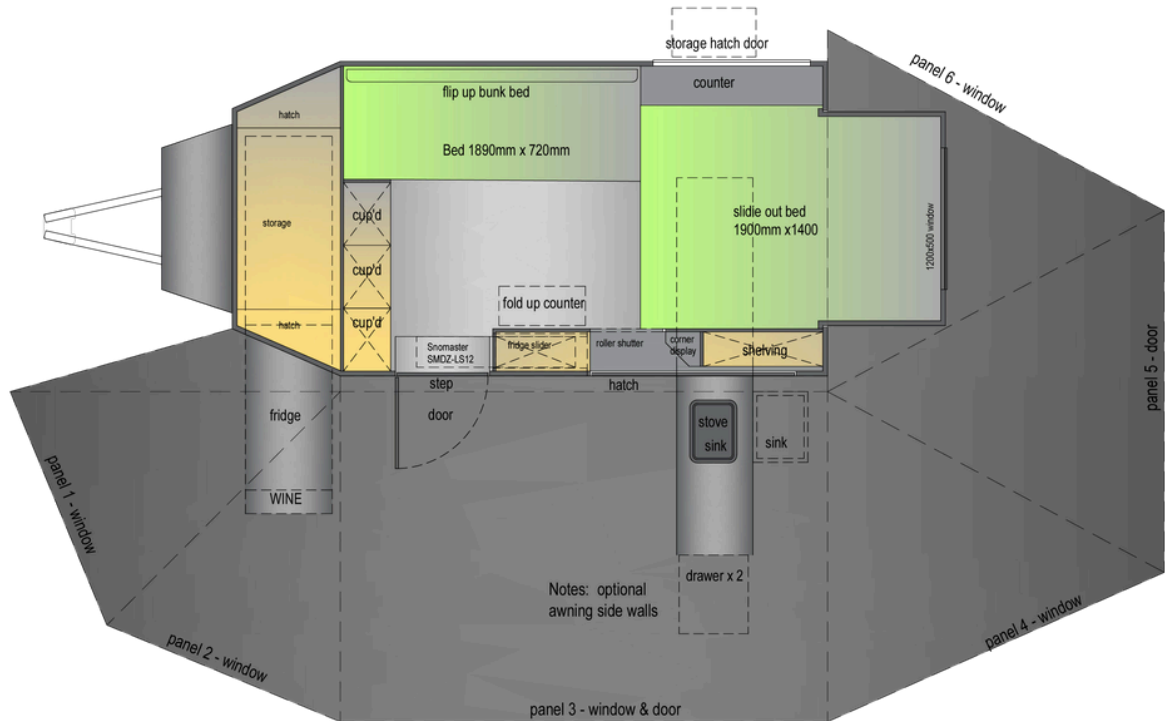 storage hatch door
panel 6 - window
counter
flip up bunk bed
hatch
Bed 1890mm x 720mm
cup'd
storage
slidie out bed
1900mm x1400
1200x500 window
cup'd
fold up counter
hatch
cup'd
Snomaster
SMDZ-LS12
fridge slider
roller shutter
corner
display
shelving
step
hatch
door
fridge
stove
sink
sink
panel 5 - door
WINE
panel 1 - window
drawer x 2
Notes: optional
awning side walls
panel 4 - window
panel 2 - window
panel 3 - window & door